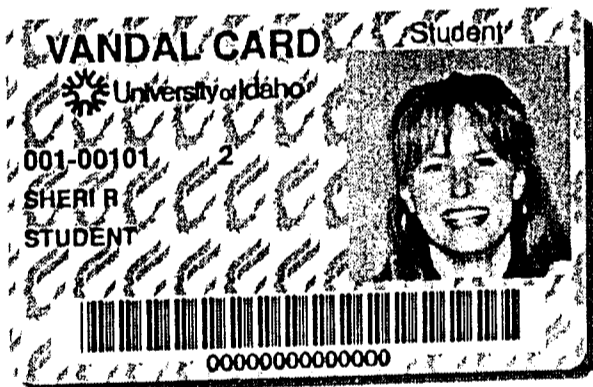 VANDAL CARD
Student
University of Idaho
001-00101 2
SHERI R
STUDENT
00000000000000